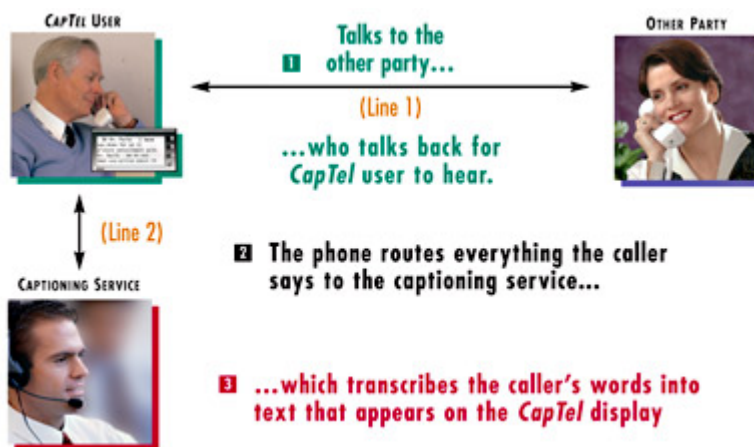 CAPTEL USER
OTHER PARTY
1 Talks to the
other party...
(Line 1)
...who talks back for
CapTel user to hear.
(Line 2)
2 The phone routes everything the caller
says to the captioning service...
CAPTIONING SERVICE
3 ...which transcribes the caller's words into
text that appears on the CapTel display